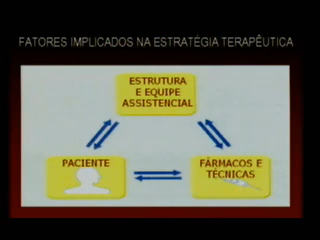 FATORES IMPLICADOS NA ESTRATÉGIA TERAPÊUTICA
ESTRUTURA
E EQUIPE
ASSISTENCIAL
PACIENTE
FÁRMACOS E
TÉCNICAS